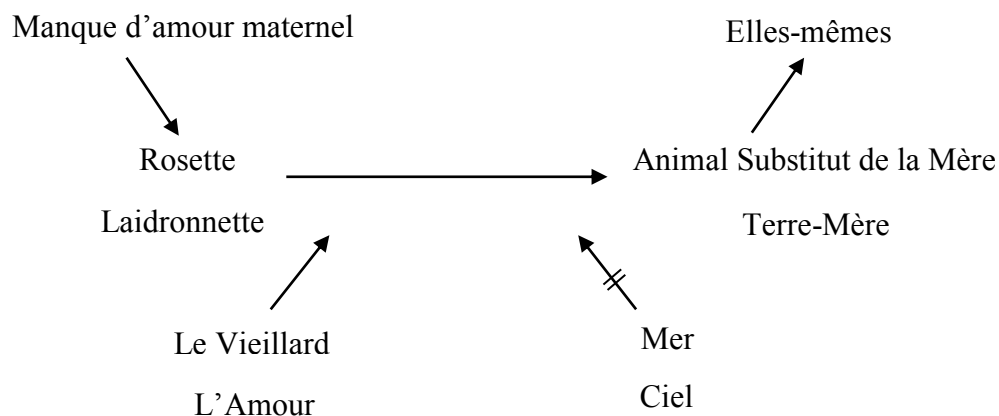 Manque d’amour maternel
Elles-mêmes
Rosette
Animal Substitut de la Mère
Laidronnette
Terre-Mère
Le Vieillard
Mer
L’Amour
Ciel